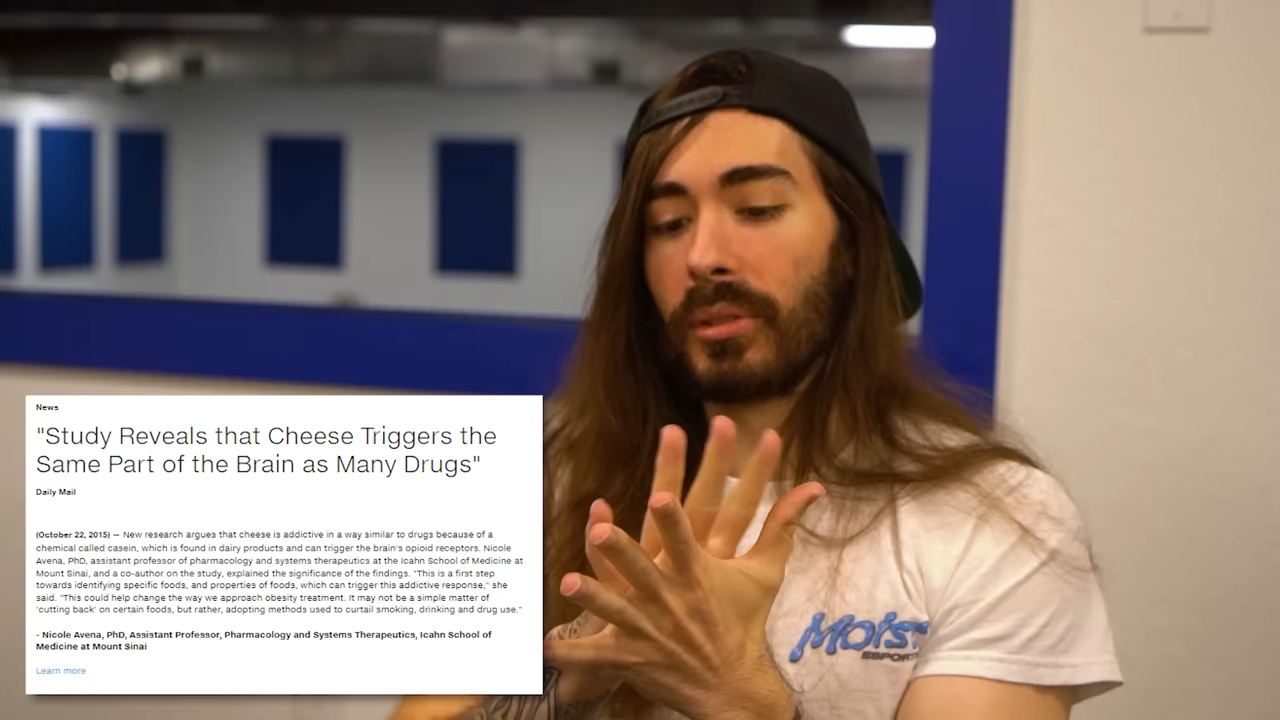 News
"Study Reveals that Cheese Triggers the
Same Part of the Brain as Many Drugs"
Daily Mail
(October 22, 2015) — New research argues that cheese is addictive in a way similar to drugs because of a
chemical called casein, which is found in dairy products and can trigger the brain's opioid receptors. Nicole
Avena, PhD, assistant professor of pharmacology and systems therapeutics at the Icahn School of Medicine at
Mount Sinai, and a co-author on the study, explained the significance of the findings. "This is a first step
towards identifying specific foods, and properties of foods, which can trigger this addictive response," she
said. "This could help change the way we approach obesity treatment. It may not be a simple matter of
'cutting back' on certain foods, but rather, adopting methods used to curtail smoking, drinking and drug use."
- Nicole Avena, PhD, Assistant Professor, Pharmacology and Systems Therapeutics, Icahn School of
Medicine at Mount Sinai
Learn more
MOIST
ESPORT